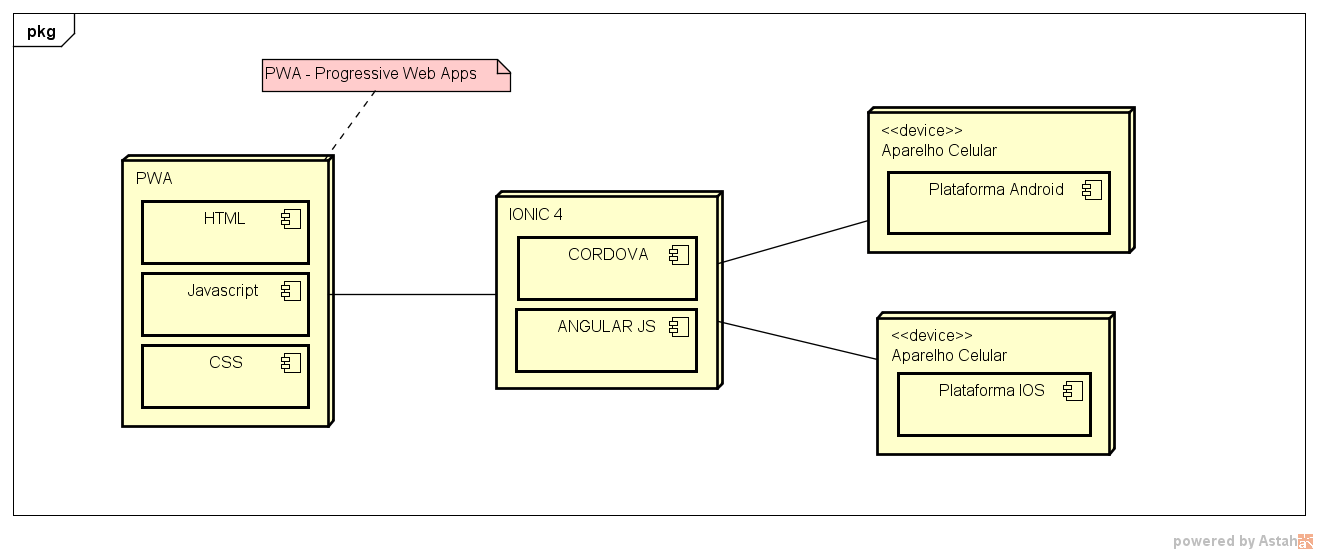 pkg
PWA - Progressive Web Apps
PWA
HTML
Javascript
CSS
IONIC 4
CORDOVA
ANGULAR JS
<<device>>
Aparelho Celular
Plataforma Android
<<device>>
Aparelho Celular
Plataforma IOS
powered by Astah